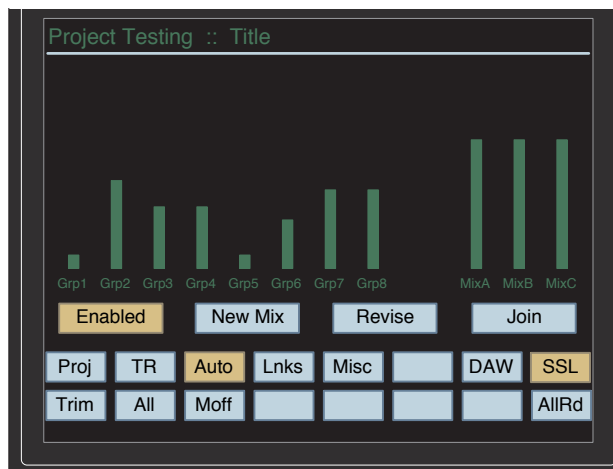 Project Testing :: Title
Grp1 Grp2 Grp3 Grp4 Grp5 Grp6 Grp7 Grp8 MixA MixB MixC
Enabled New Mix Revise Join
Proj TR Auto Lnks Misc DAW SSL
Trim All Moff AllRd